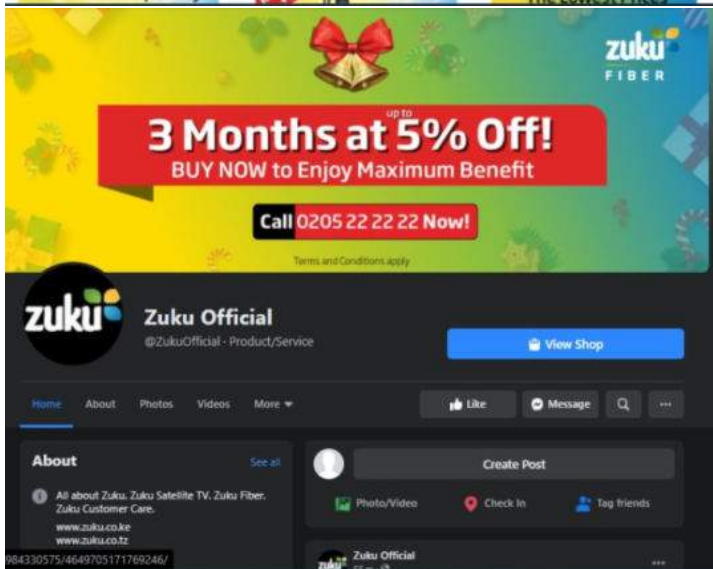 zuku
FIBER
up to
3 Months at 5% Off!
BUY NOW to Enjoy Maximum Benefit
Call 0205 22 22 22 Now!
Terms and Conditions apply
zuku
Zuku Official
@ZukuOfficial · Product/Service
View Shop
Home About Photos Videos More
Like Message
About See all
Create Post
All about Zuku. Zuku Satellite TV. Zuku Fiber.
Zuku Customer Care.
Photo/Video Check In Tag friends
www.zuku.co.ke
www.zuku.co.tz
984330575/4649705171769246/
zuku Zuku Official